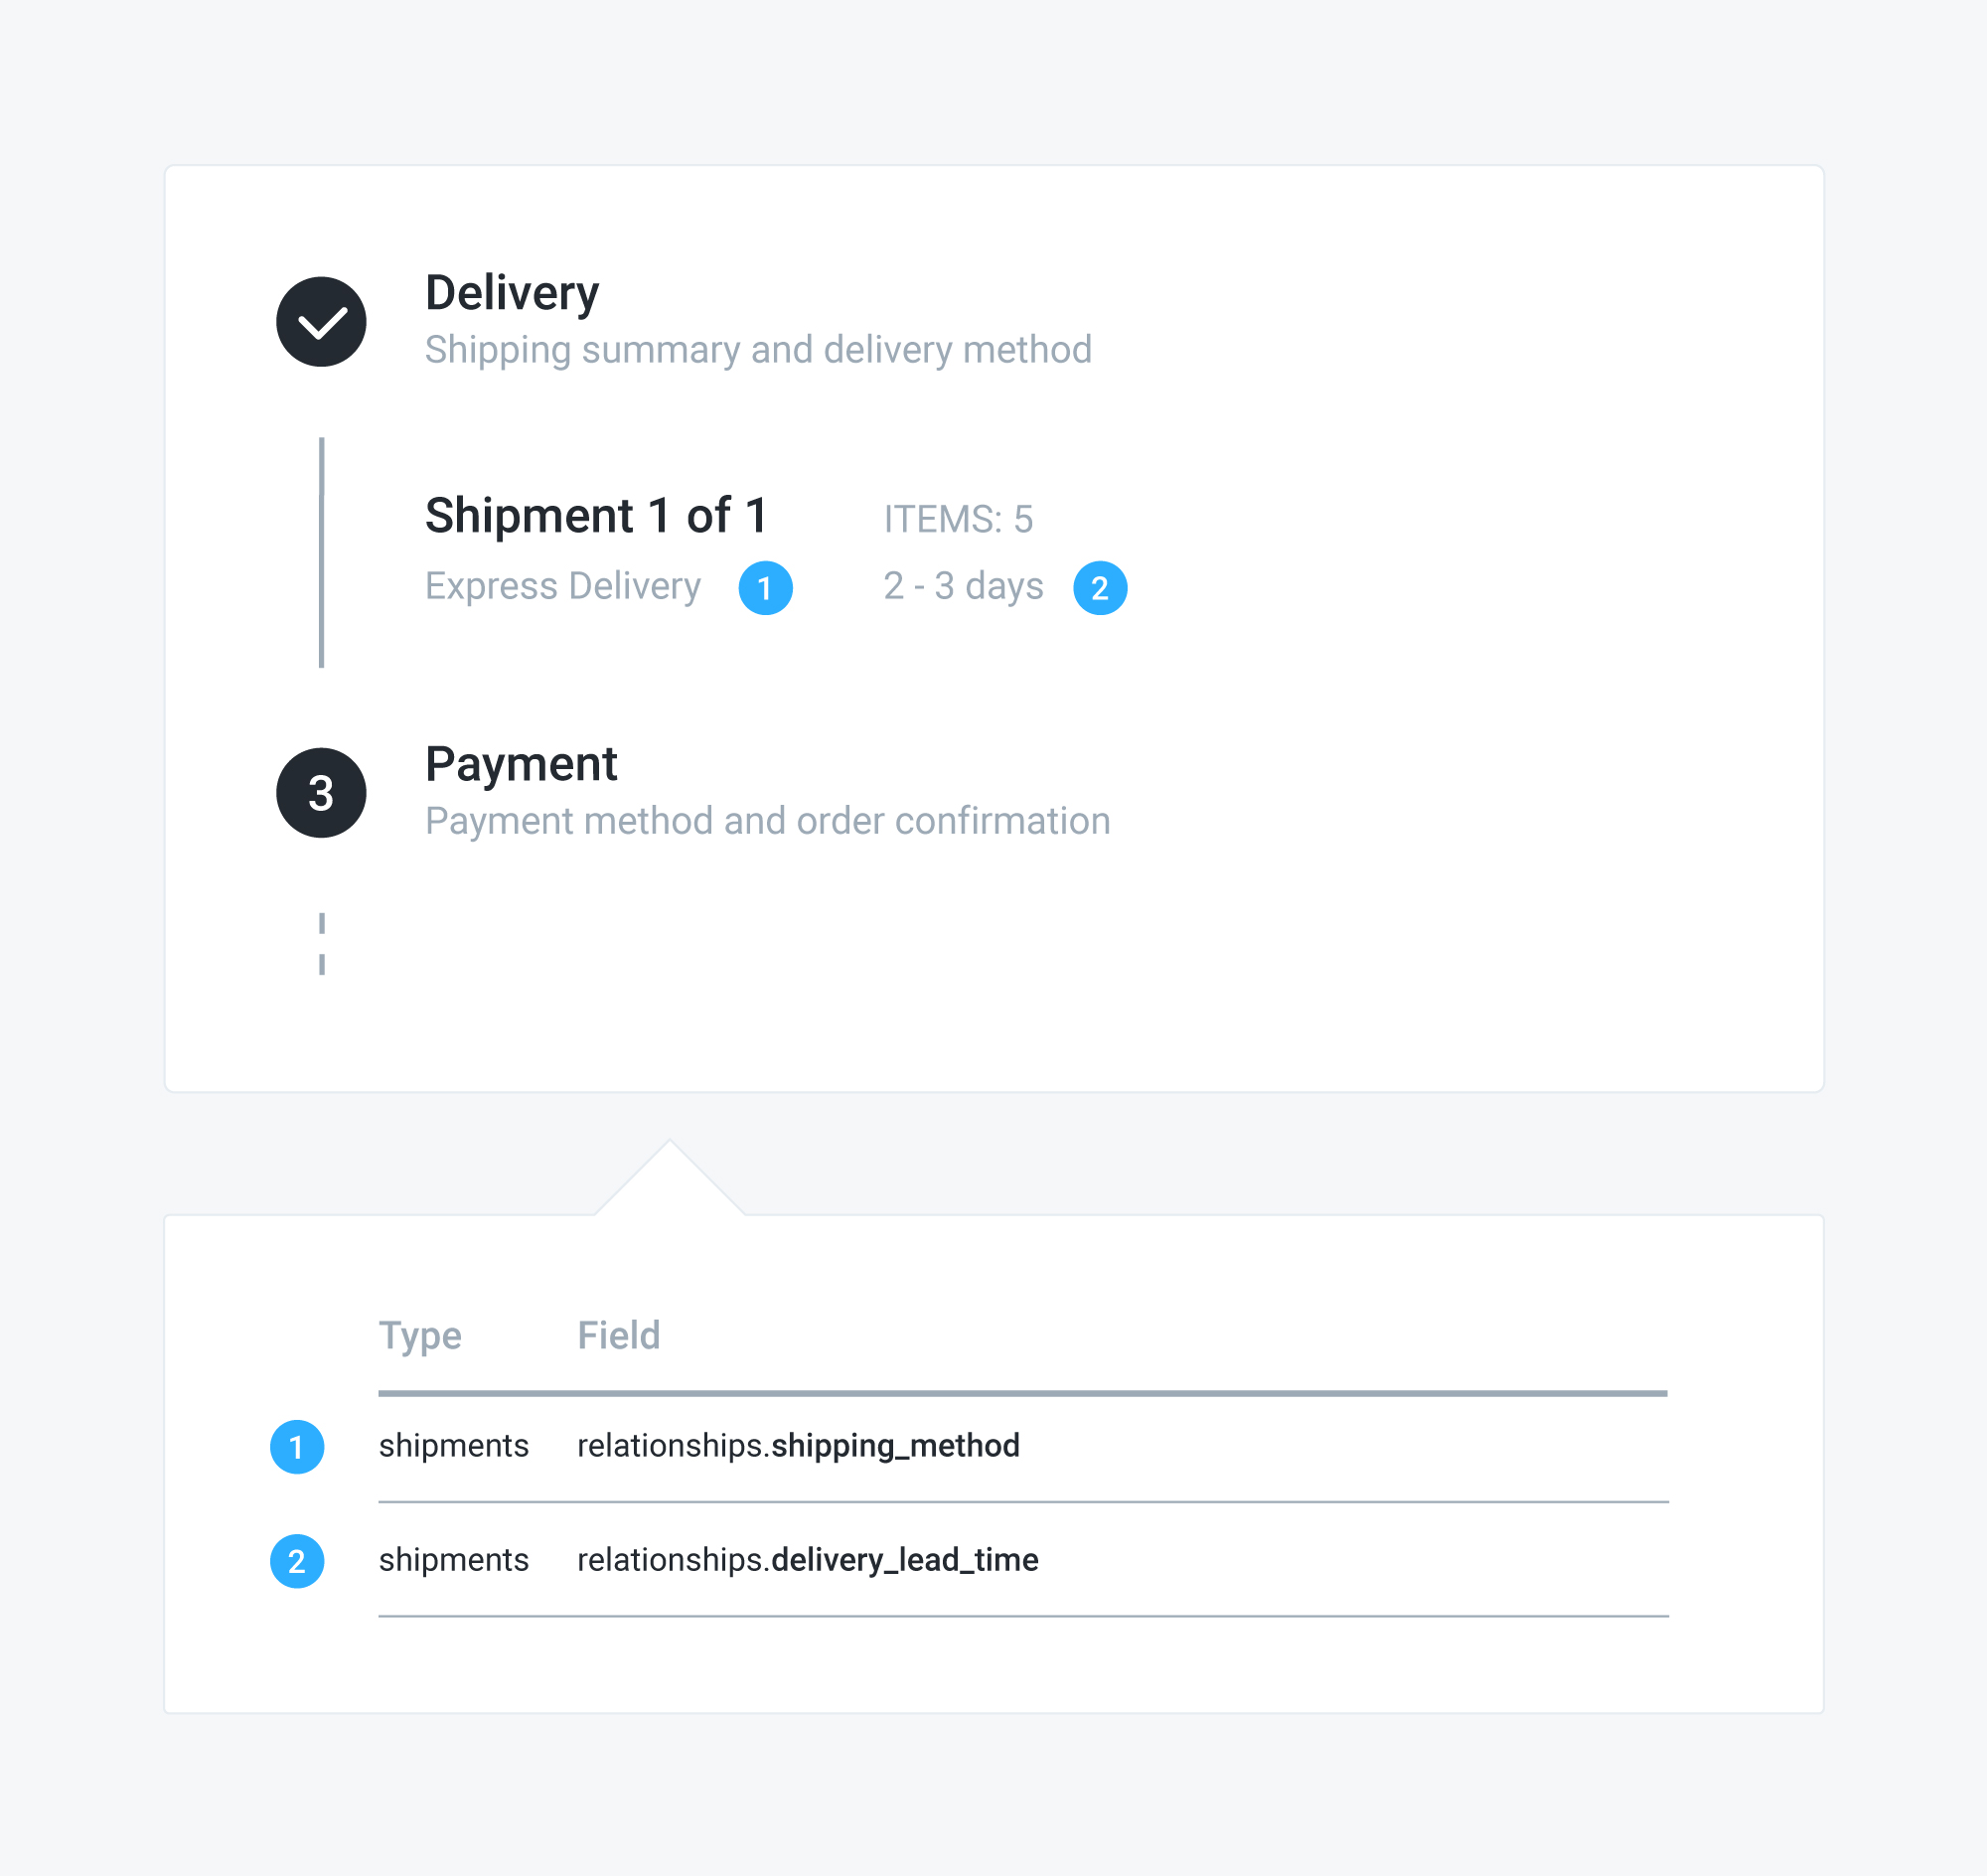 Delivery
Shipping summary and delivery method
Shipment 1 of 1 ITEMS: 5
Express Delivery 1 2 - 3 days 2
3 Payment
Payment method and order confirmation
Type Field
1 shipments relationships.shipping_method
2 shipments relationships.delivery_lead_time